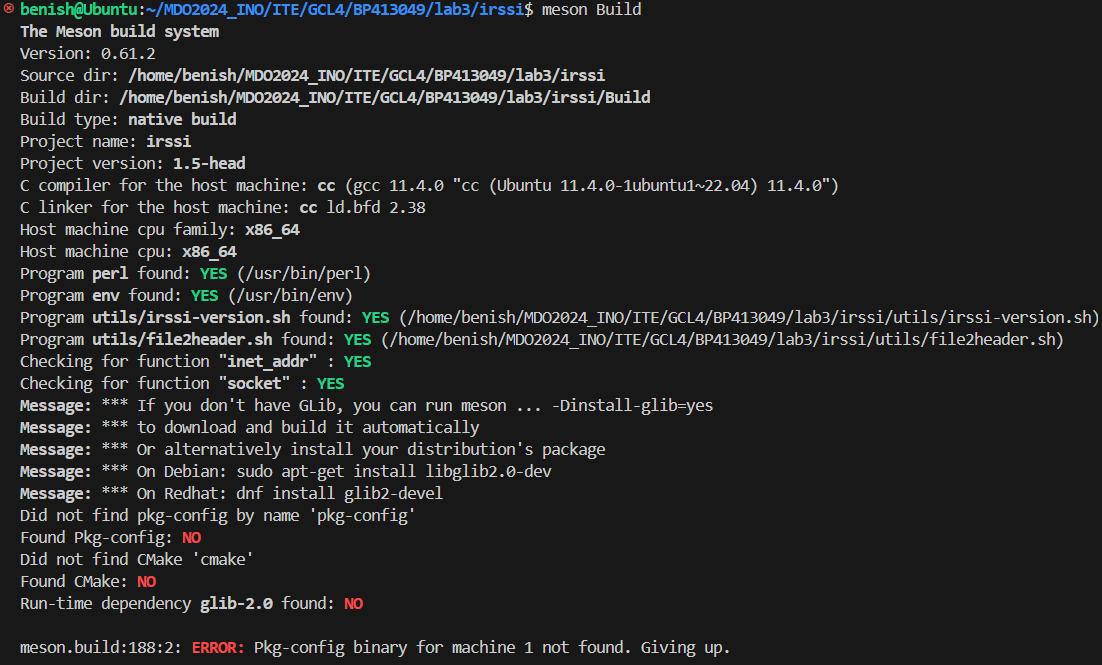 benish@Ubuntu:~/MDO2024_INO/ITE/GCL4/BP413049/lab3/irssi$ meson Build
The Meson build system
Version: 0.61.2
Source dir: /home/benish/MDO2024_INO/ITE/GCL4/BP413049/lab3/irssi
Build dir: /home/benish/MDO2024_INO/ITE/GCL4/BP413049/lab3/irssi/Build
Build type: native build
Project name: irssi
Project version: 1.5-head
C compiler for the host machine: cc (gcc 11.4.0 "cc (Ubuntu 11.4.0-1ubuntu1~22.04) 11.4.0")
C linker for the host machine: cc ld.bfd 2.38
Host machine cpu family: x86_64
Host machine cpu: x86_64
Program perl found: YES (/usr/bin/perl)
Program env found: YES (/usr/bin/env)
Program utils/irssi-version.sh found: YES (/home/benish/MDO2024_INO/ITE/GCL4/BP413049/lab3/irssi/utils/irssi-version.sh)
Program utils/file2header.sh found: YES (/home/benish/MDO2024_INO/ITE/GCL4/BP413049/lab3/irssi/utils/file2header.sh)
Checking for function "inet_addr" : YES
Checking for function "socket" : YES
Message: *** If you don't have GLib, you can run meson ... -Dinstall-glib=yes
Message: *** to download and build it automatically
Message: *** Or alternatively install your distribution's package
Message: *** On Debian: sudo apt-get install libglib2.0-dev
Message: *** On Redhat: dnf install glib2-devel
Did not find pkg-config by name 'pkg-config'
Found Pkg-config: NO
Did not find CMake 'cmake'
Found CMake: NO
Run-time dependency glib-2.0 found: NO
meson.build:188:2: ERROR: Pkg-config binary for machine 1 not found. Giving up.